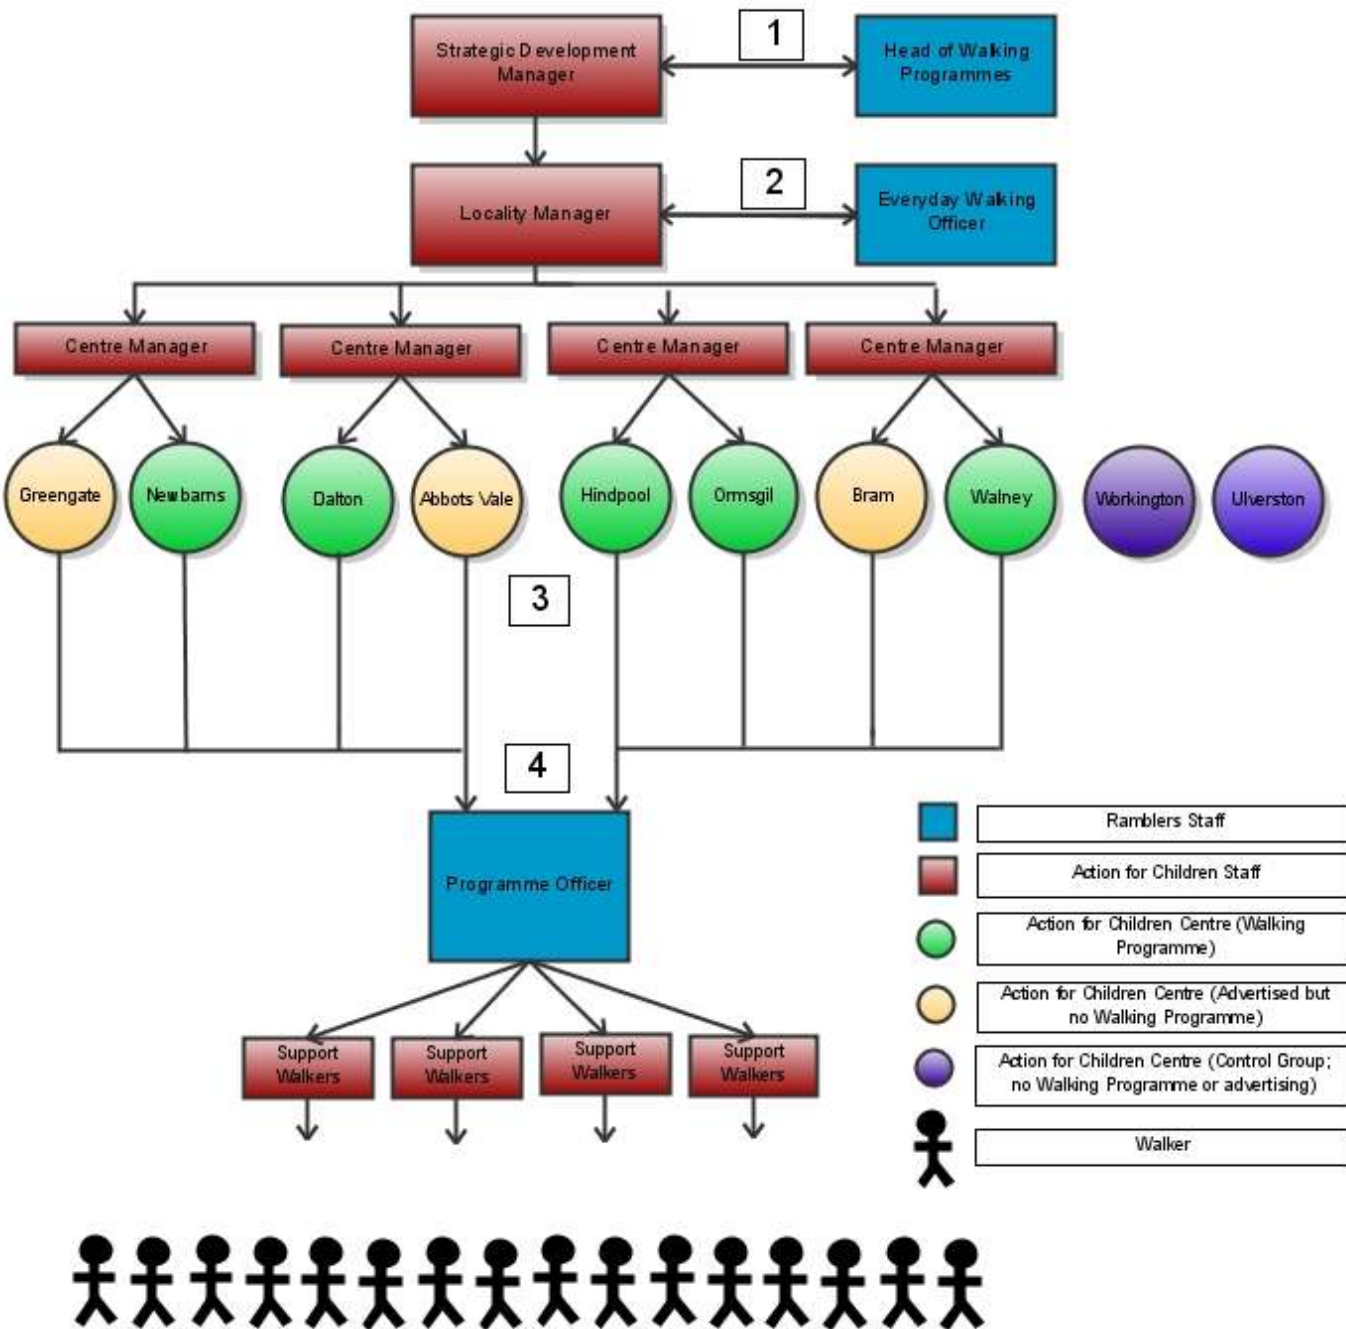 1
Strategic Development
Manager
Head of Walking
Programmes
2
Locality Manager
Everyday Walking
Officer
Centre Manager
Centre Manager
Centre Manager
Centre Manager
Greengate
Newbarns
Dalton
Abbots Vale
Hindpool
Ormsgil
Bram
Walney
Workington
Ulverston
3
4
Programme Officer
Ramblers Staff
Action for Children Staff
Action for Children Centre (Walking
Programme)
Action for Children Centre (Advertised but
no Walking Programme)
Action for Children Centre (Control Group;
no Walking Programme or advertising)
Walker
Support
Walkers
Support
Walkers
Support
Walkers
Support
Walkers